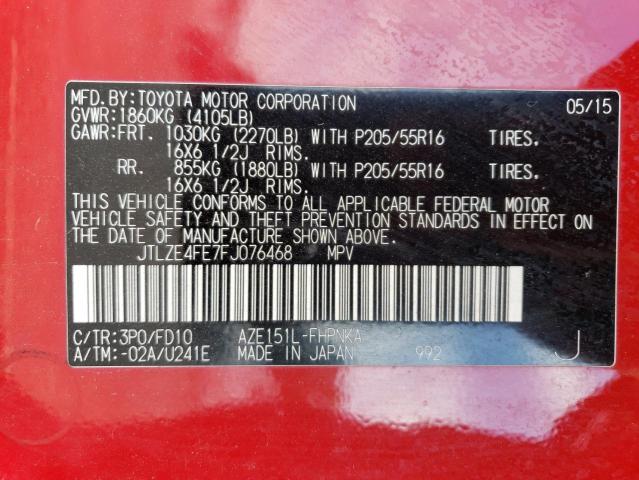 MFD.BY:TOYOTA MOTOR CORPORATION 05/15
GVWR:1860KG (4105LB)
GAWR:FRT. 1030KG (2270LB) WITH P205/55R16 TIRES.
16X6 1/2J RIMS.
RR. 855KG (1880LB) WITH P205/55R16 TIRES.
16X6 1/2J RIMS.
THIS VEHICLE CONFORMS TO ALL APPLICABLE FEDERAL MOTOR
VEHICLE SAFETY AND THEFT PREVENTION STANDARDS IN EFFECT ON
THE DATE OF MANUFACTURE SHOWN ABOVE.
JTLZE4FE7FJ076468 MPV
C/TR:3P0/FD10 AZE151L-FHPNKA
A/TM:-02A/U241E MADE IN JAPAN 992 J